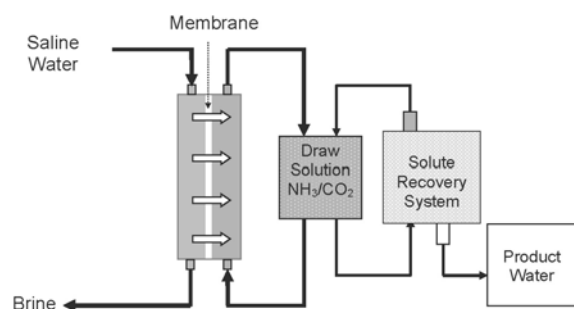 Membrane
Saline
Water
Draw
Solution
NH₃/CO₂
Solute
Recovery
System
Product
Water
Brine